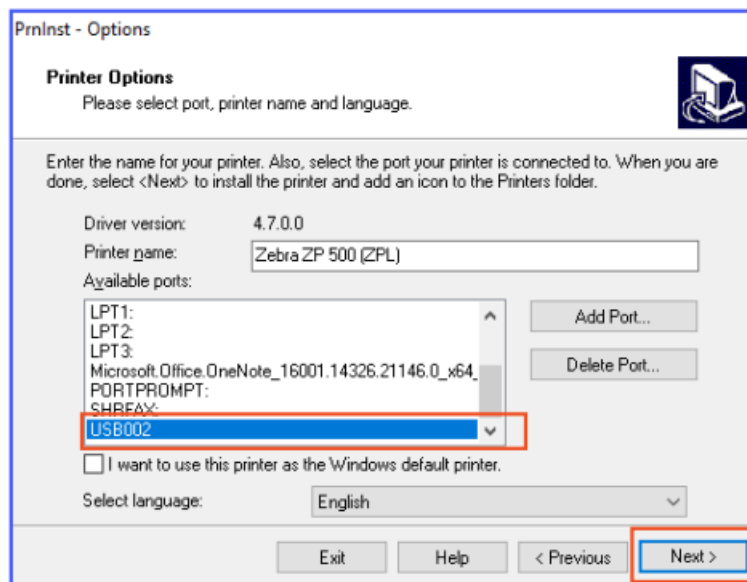 PrnInst - Options
Printer Options
Please select port, printer name and language.
Enter the name for your printer. Also, select the port your printer is connected to. When you are
done, select <Next> to install the printer and add an icon to the Printers folder.
Driver version: 4.7.0.0
Printer name: Zebra ZP 500 (ZPL)
Available ports:
LPT1:
LPT2:
LPT3:
Microsoft.Office.OneNote_16001.14326.21146.0_x64_
PORTPROMPT:
SHRFAX:
USB002
Add Port...
Delete Port...
I want to use this printer as the Windows default printer.
Select language: English
Exit Help < Previous Next >